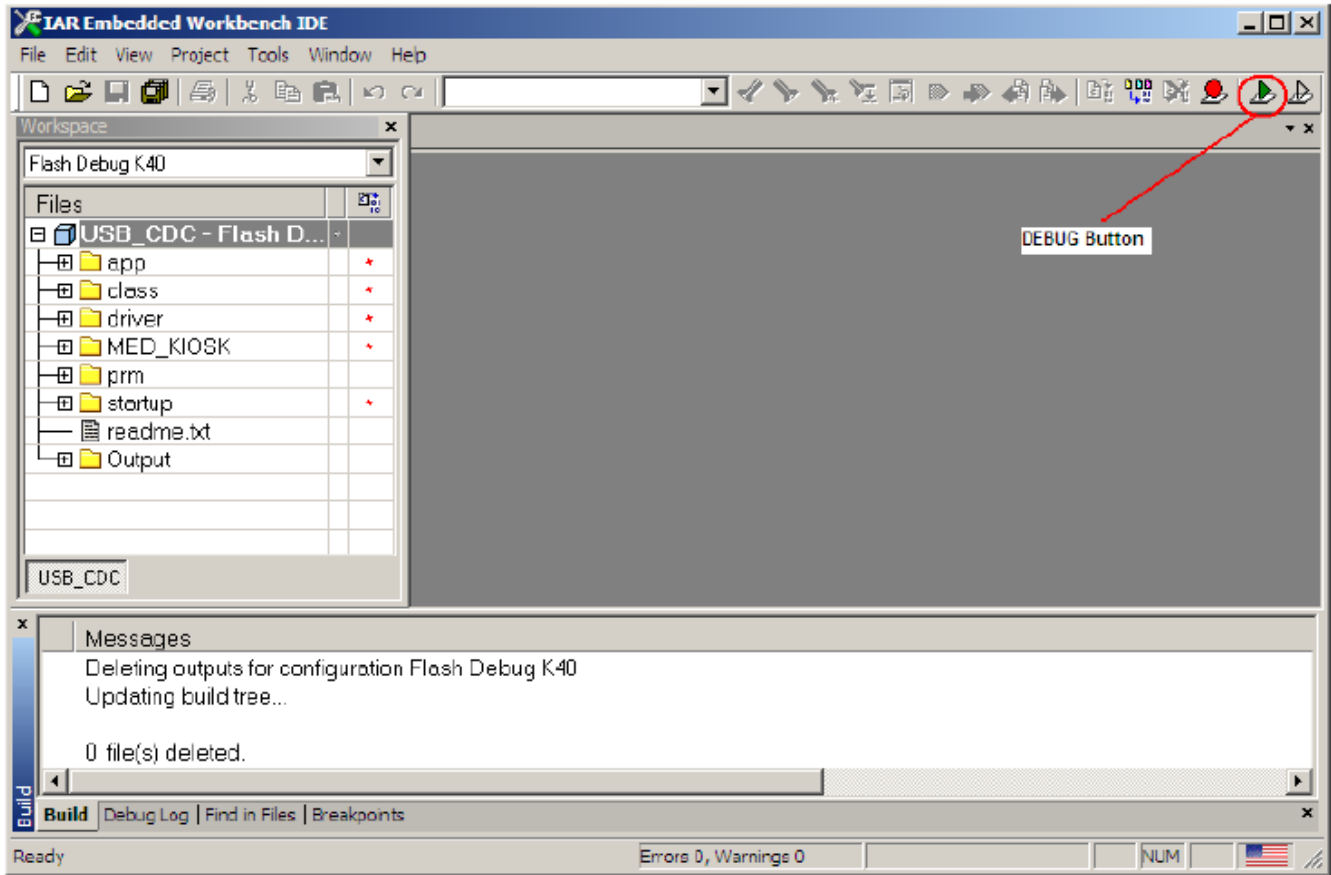 IAR Embedded Workbench IDE
File Edit View Project Tools Window Help
Workspace
Flash Debug K40
Files
USB_CDC - Flash D...
app
class
driver
MED_KIOSK
prm
startup
readme.txt
Output
USB_CDC
DEBUG Button
Messages
Deleting outputs for configuration Flash Debug K40
Updating build tree...
0 file(s) deleted.
Build
Build Debug Log Find in Files Breakpoints
Ready Errors 0, Warnings 0 NUM